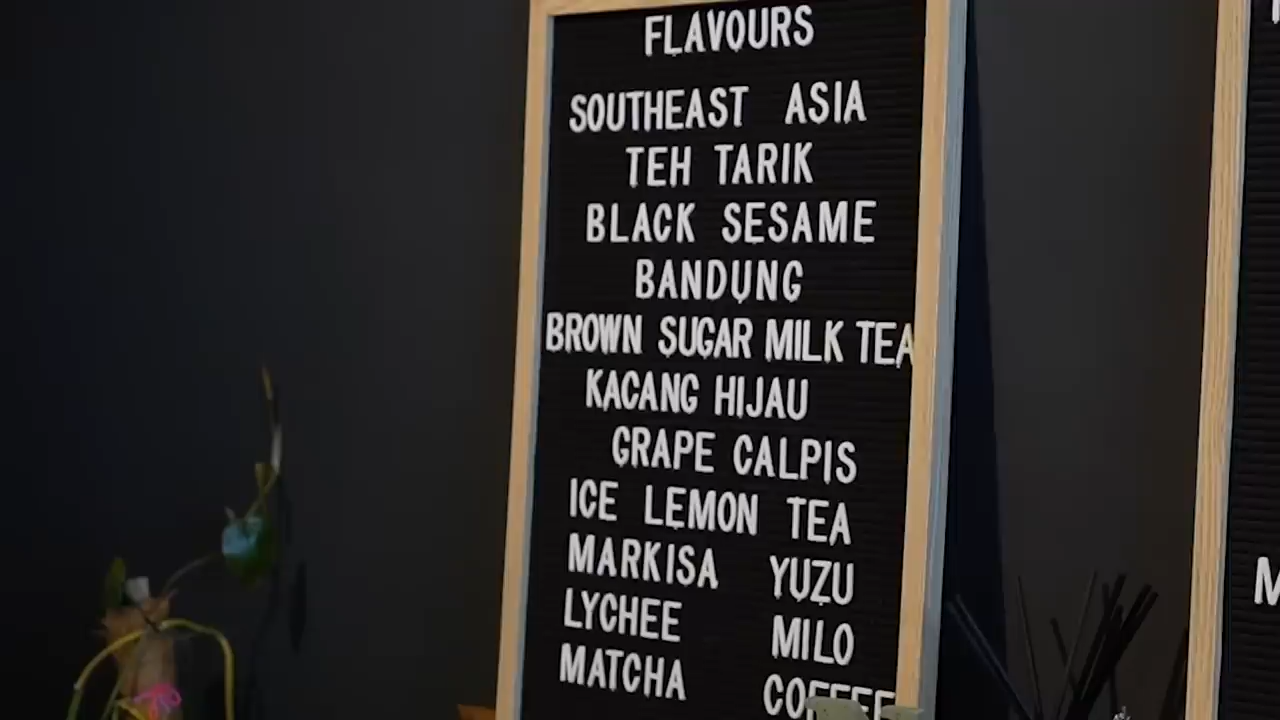 FLAVOURS
SOUTHEAST ASIA
TEH TARIK
BLACK SESAME
BANDUNG
BROWN SUGAR MILK TEA
KACANG HIJAU
GRAPE CALPIS
ICE LEMON TEA
MARKISA YUZU
LYCHEE MILO
MATCHA COFFEE